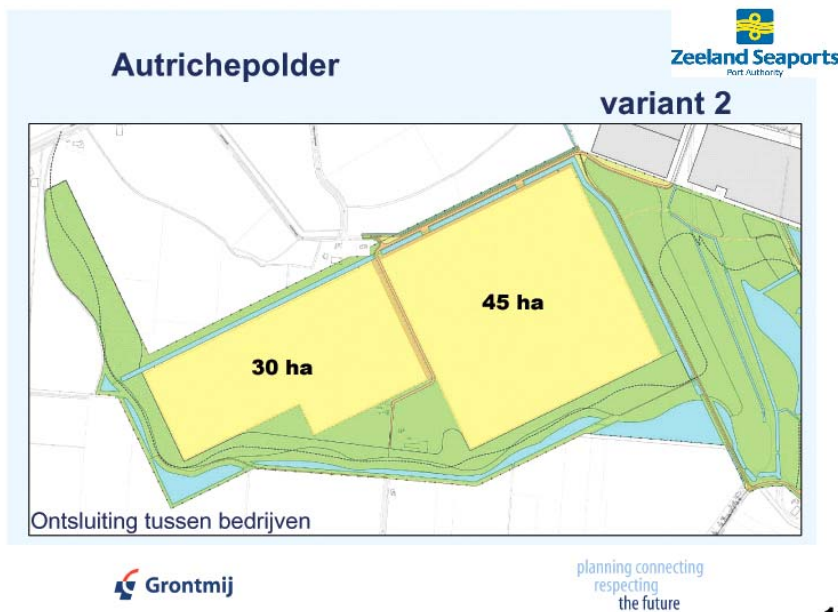 Autrichepolder
Zeeland Seaports
Port Authority
variant 2
45 ha
30 ha
Ontsluiting tussen bedrijven
Grontmij
planning connecting
respecting
the future